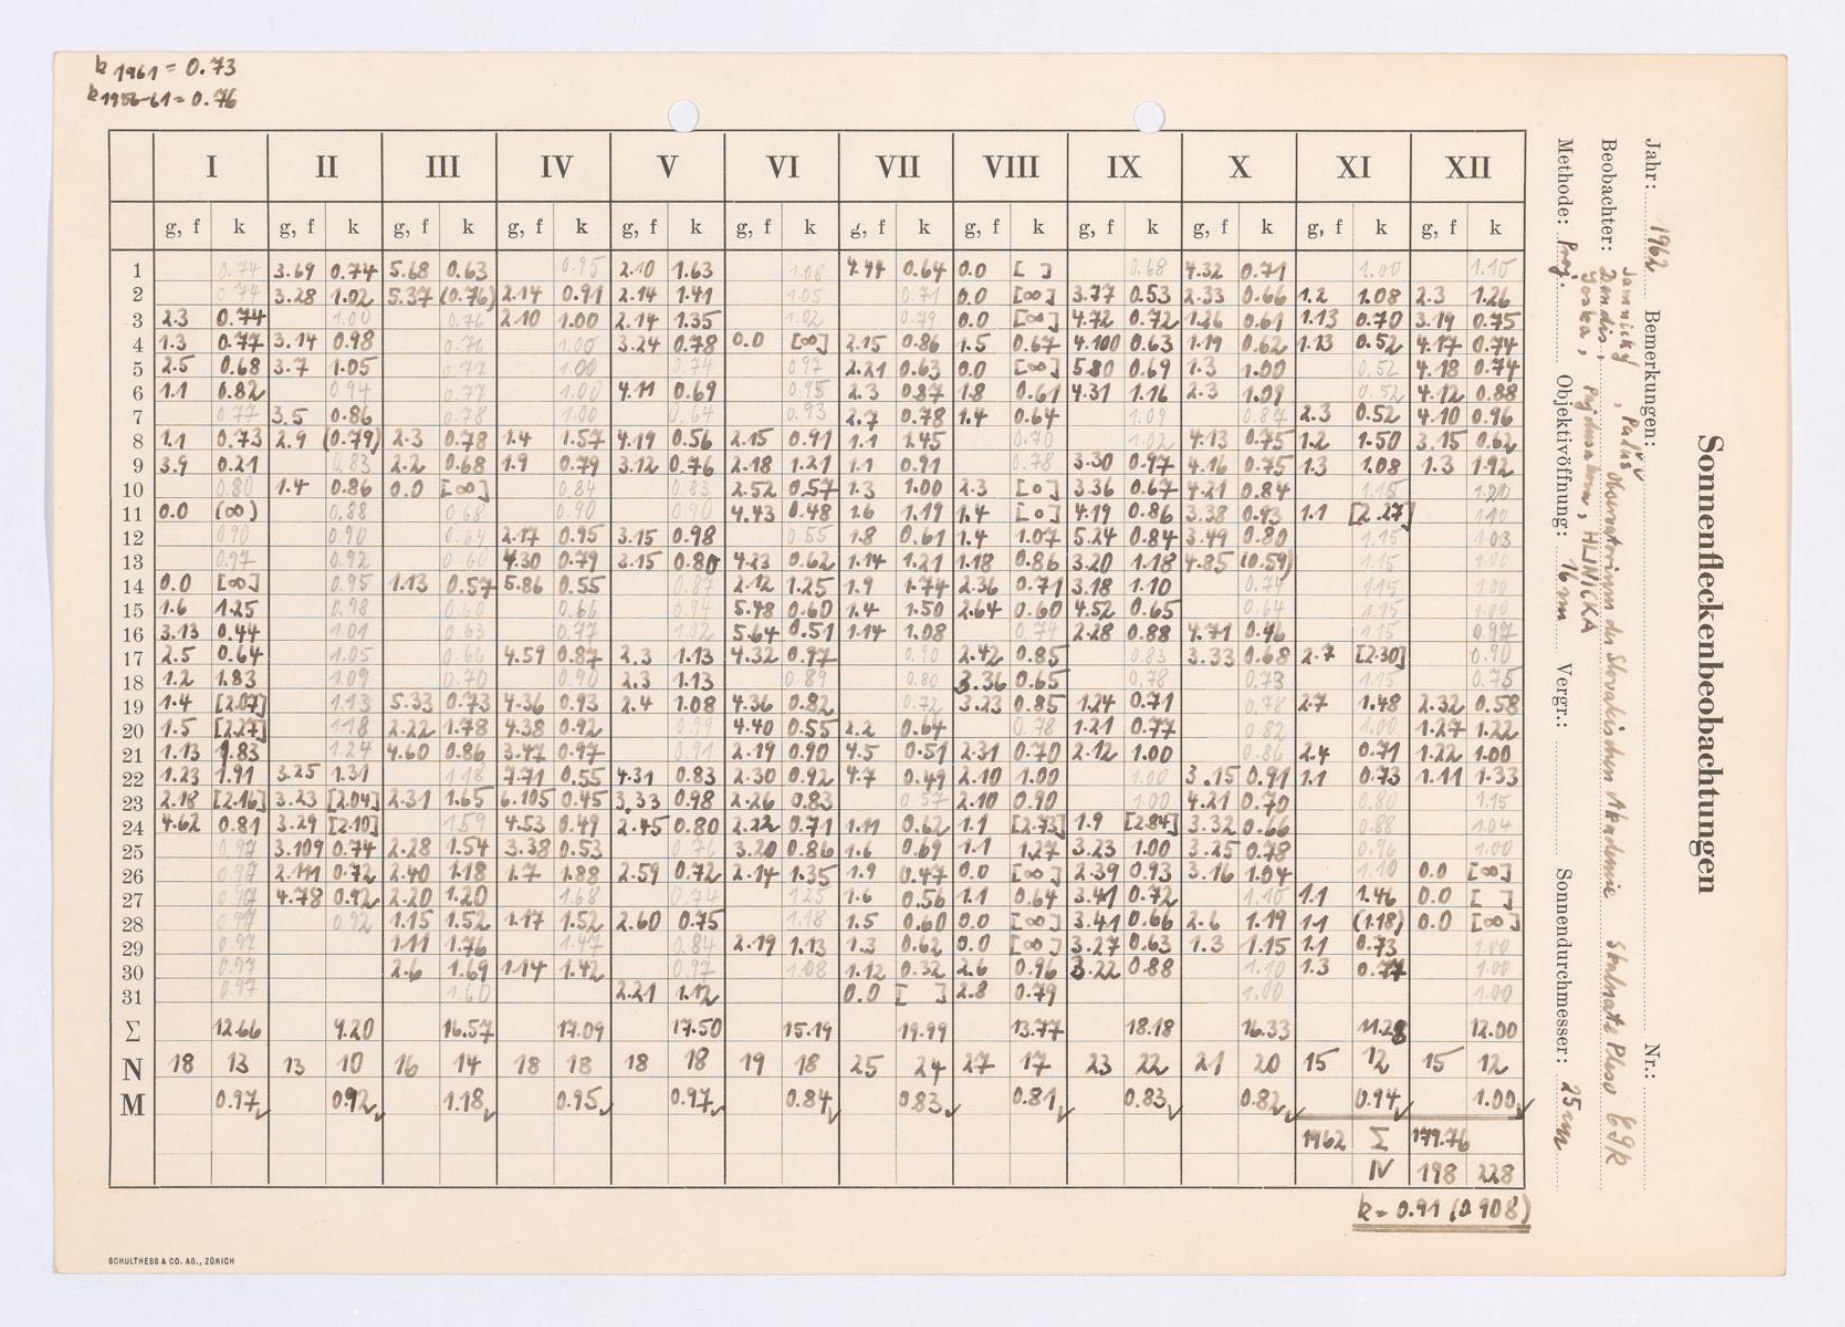 k 1961 = 0.73
k 1956-61 = 0.76
I II III IV V VI VII VIII IX X XI XII
g, f k g, f k g, f k g, f k g, f k g, f k g, f k g, f k g, f k g, f k g, f k g, f k
1 0.74 3.69 0.74 5.68 0.63 0.95 2.10 1.63 1.08 4.44 0.64 0.0 [ ] 0.68 4.32 0.71 1.00 1.10
2 0.74 3.28 1.02 5.37 (0.76) 2.14 0.91 2.14 1.41 1.05 0.71 0.0 [∞] 3.77 0.53 2.33 0.66 1.2 1.08 2.3 1.26
3 2.3 0.74 1.00 0.76 2.10 1.00 2.14 1.35 1.02 0.79 0.0 [∞] 4.72 0.72 1.26 0.61 1.13 0.70 3.19 0.75
4 1.3 0.77 3.14 0.98 0.76 1.00 3.24 0.78 0.0 [∞] 2.15 0.86 1.5 0.67 4.100 0.63 1.19 0.62 1.13 0.52 4.17 0.74
5 2.5 0.68 3.7 1.05 0.77 1.00 0.74 0.97 2.21 0.63 0.0 [∞] 5.80 0.69 1.3 1.00 0.52 4.18 0.74
6 1.1 0.82 0.94 0.77 1.00 4.11 0.69 0.95 2.3 0.87 1.8 0.61 4.31 1.16 2.3 1.09 0.52 4.12 0.88
7 0.77 3.5 0.86 0.78 1.00 0.64 0.93 2.7 0.78 1.4 0.64 1.09 0.87 2.3 0.52 4.10 0.96
8 1.1 0.73 2.9 (0.79) 2.3 0.78 1.4 1.57 4.19 0.56 2.15 0.91 1.1 1.45 0.70 1.02 4.13 0.75 1.2 1.50 3.15 0.62
9 3.9 0.21 0.83 2.2 0.68 1.9 0.79 3.12 0.76 2.18 1.21 1.1 0.91 0.78 3.30 0.97 4.16 0.75 1.3 1.08 1.3 1.92
10 0.80 1.4 0.86 0.0 [∞] 0.84 0.83 2.52 0.57 1.3 1.00 2.3 [0] 3.36 0.67 4.21 0.84 1.15 1.20
11 0.0 (∞) 0.88 0.68 0.90 0.90 4.43 0.48 1.6 1.19 1.4 [0] 4.19 0.86 3.38 0.93 1.1 [2.27] 1.10
12 0.90 0.90 0.64 2.17 0.95 3.15 0.98 0.55 1.8 0.61 1.4 1.07 5.24 0.84 3.49 0.80 1.15 1.03
13 0.97 0.92 0.60 4.30 0.79 3.15 0.80 4.23 0.62 1.14 1.21 1.18 0.86 3.20 1.18 4.85 (0.59) 1.15 1.00
14 0.0 [∞] 0.95 1.13 0.57 5.86 0.55 0.87 2.12 1.25 1.9 1.74 2.36 0.71 3.18 1.10 0.74 1.15 1.00
15 1.6 1.25 0.98 0.60 0.66 0.94 5.48 0.60 1.4 1.50 2.64 0.60 4.52 0.65 0.64 1.15 1.00
16 3.13 0.44 1.01 0.63 0.77 1.02 5.64 0.51 1.14 1.08 0.74 2.28 0.88 4.71 0.46 1.15 0.97
17 2.5 0.64 1.05 0.66 4.59 0.87 2.3 1.13 4.32 0.97 0.90 2.42 0.85 0.83 3.33 0.68 2.7 [2.30] 0.90
18 1.2 1.83 1.09 0.70 0.90 2.3 1.13 0.89 0.80 3.36 0.65 0.78 0.73 1.15 0.75
19 1.4 [2.07] 1.13 5.33 0.73 4.36 0.93 2.4 1.08 4.36 0.82 0.72 3.23 0.85 1.24 0.71 0.78 2.7 1.48 2.32 0.58
20 1.5 [2.27] 1.18 2.22 1.78 4.38 0.92 0.99 4.40 0.55 2.2 0.64 0.78 1.21 0.77 0.82 1.00 1.27 1.22
21 1.13 1.83 1.24 4.60 0.86 3.47 0.97 0.91 2.19 0.90 4.5 0.51 2.31 0.70 2.12 1.00 0.86 2.4 0.71 1.22 1.00
22 1.23 1.91 3.25 1.31 1.18 7.71 0.55 4.31 0.83 2.30 0.92 4.7 0.49 2.10 1.00 1.00 3.15 0.91 1.1 0.73 1.11 1.33
23 2.18 [2.16] 3.23 [2.04] 2.31 1.65 6.105 0.45 3.33 0.98 2.26 0.83 0.57 2.10 0.90 1.00 4.21 0.70 0.80 1.15
24 4.62 0.81 3.29 [2.10] 1.59 4.53 0.49 2.45 0.80 2.22 0.71 1.11 0.62 1.1 [2.73] 1.9 [2.84] 3.32 0.66 0.88 1.04
25 0.97 3.109 0.74 2.28 1.54 3.38 0.53 0.76 3.20 0.86 1.6 0.69 1.1 1.27 3.23 1.00 3.25 0.78 0.96 1.00
26 0.97 2.111 0.72 2.40 1.18 1.7 1.88 2.59 0.72 2.14 1.35 1.9 0.47 0.0 [∞] 2.39 0.93 3.16 1.04 1.10 0.0 [∞]
27 0.97 4.78 0.92 2.20 1.20 1.68 0.74 1.25 1.6 0.56 1.1 0.64 3.41 0.72 1.10 1.1 1.46 0.0 [ ]
28 0.97 0.92 1.15 1.52 1.17 1.52 2.60 0.75 1.18 1.5 0.60 0.0 [∞] 3.41 0.66 2.6 1.19 1.1 (1.18) 0.0 [∞]
29 0.97 1.11 1.76 1.47 0.84 2.19 1.13 1.3 0.62 0.0 [∞] 3.27 0.63 1.3 1.15 1.1 0.73 1.00
30 0.97 2.6 1.69 1.14 1.42 0.97 1.08 1.12 0.32 2.6 0.96 3.22 0.88 1.10 1.3 0.77 1.00
31 0.97 1.60 2.21 1.12 0.0 [ ] 2.8 0.79 1.00 1.00
Σ 12.66 9.20 16.57 17.09 17.50 15.19 19.99 13.77 18.18 16.33 11.28 12.00
N 18 13 13 10 16 14 18 18 18 18 19 18 25 24 27 17 23 22 21 20 15 12 15 12
M 0.97 0.92 1.18 0.95 0.97 0.84 0.83 0.81 0.83 0.82 0.94 1.00
1962 Σ 179.76
N 198 228
k = 0.91 (0.908)
SCHULTHESS & CO. AG., ZÜRICH
Sonnenfleckenbeobachtungen
Jahr: 1962 Bemerkungen: Nr.:
Beobachter: Observatorium der Slovakischen Akademie Skalnaté Pleso 69k
HLINICKA
Methode: Proj. Objektivöffnung: 16 cm Vergr.: Sonnendurchmesser: 25 cm